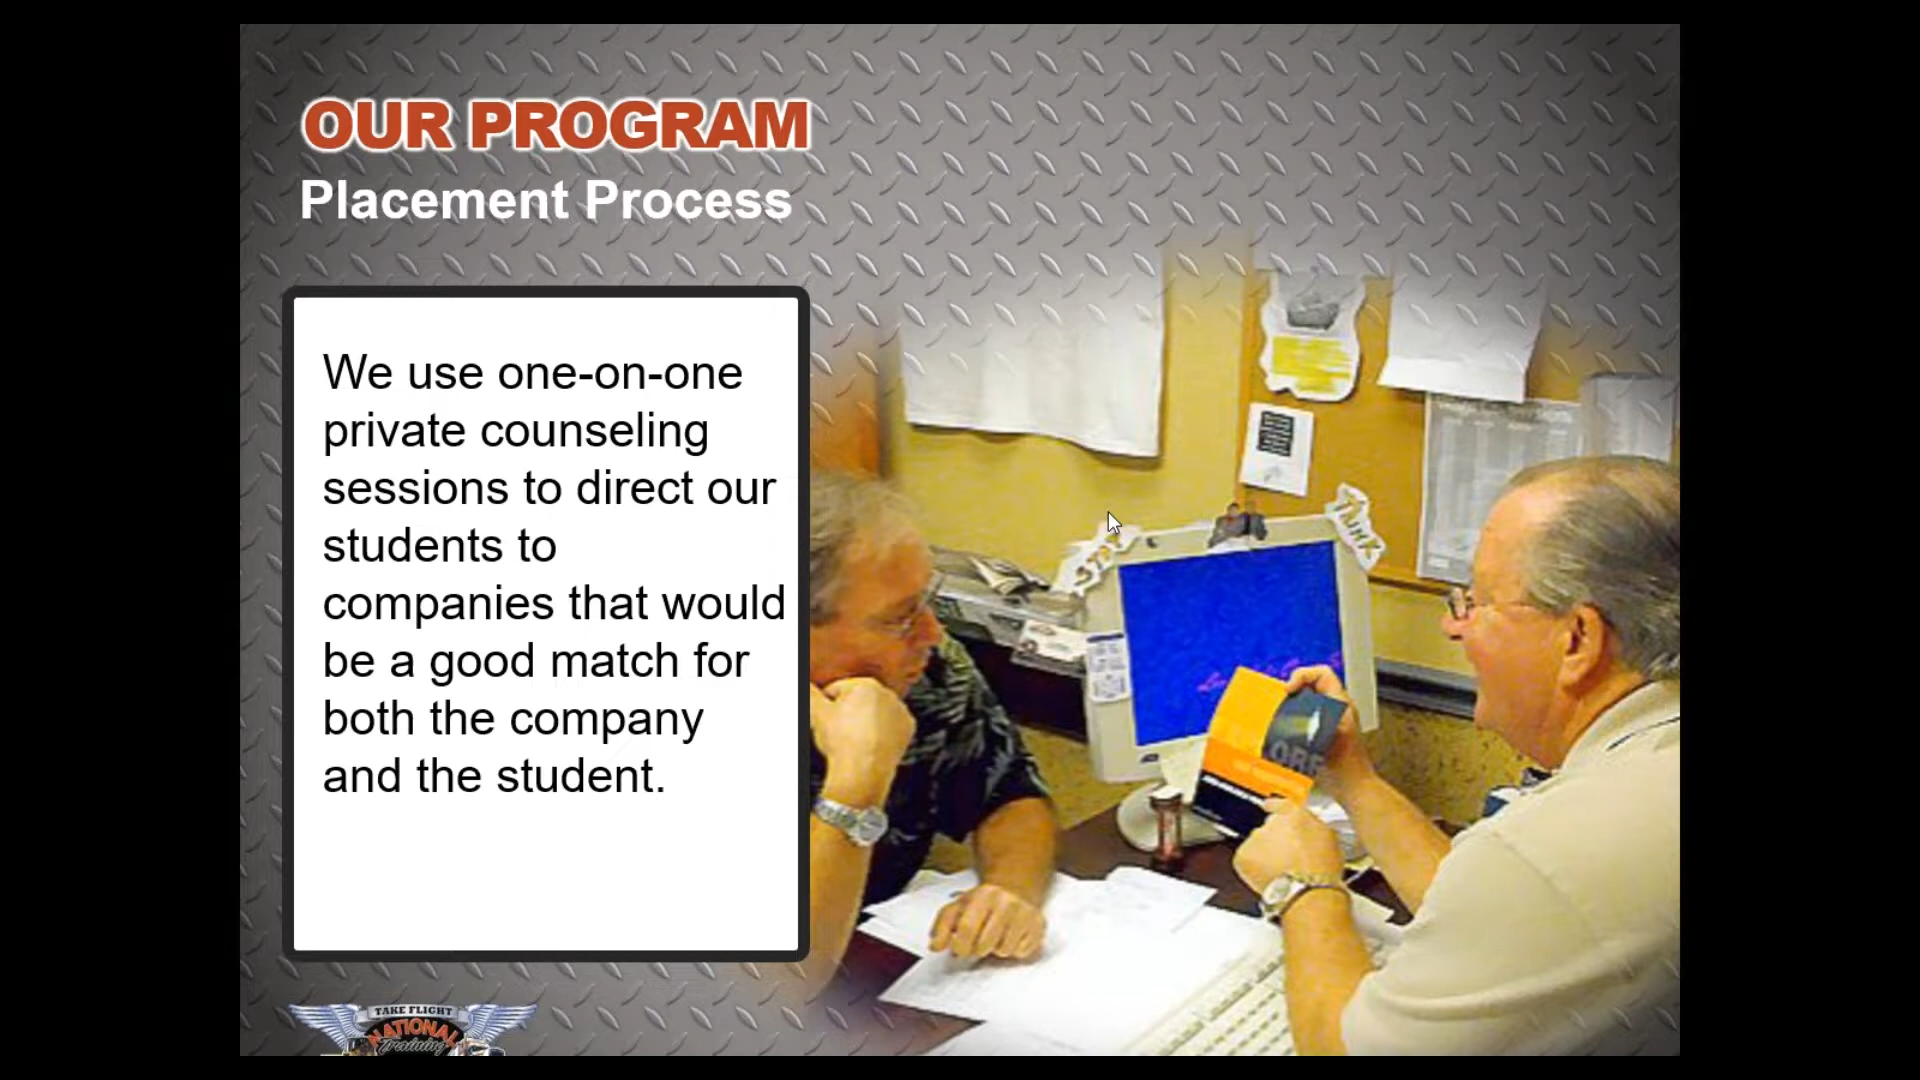 OUR PROGRAM
Placement Process
We use one-on-one
private counseling
sessions to direct our
students to
companies that would
be a good match for
both the company
and the student.
THINK
TAKE FLIGHT
NATIONAL
Training